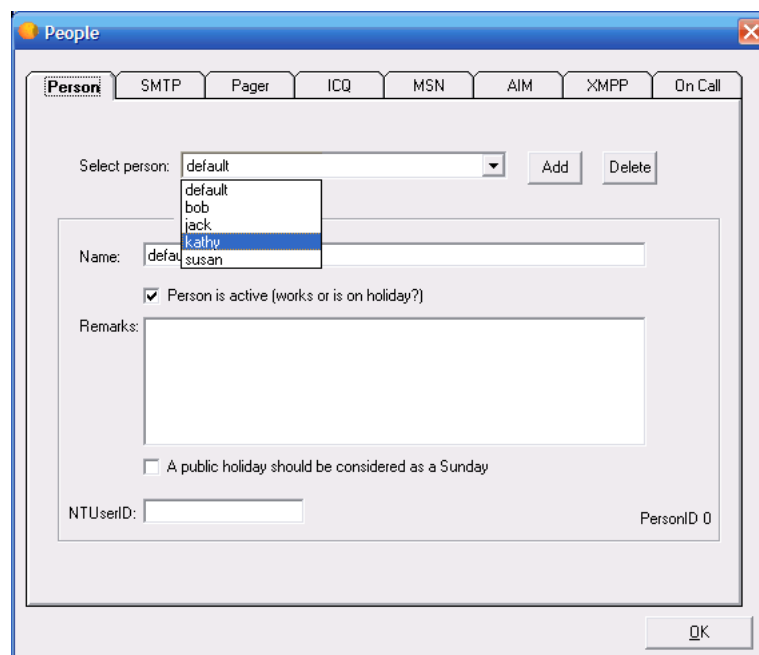 People
Person SMTP Pager ICQ MSN AIM XMPP On Call
Select person: default Add Delete
default
bob
jack
kathy
susan
Name: defau
Person is active (works or is on holiday?)
Remarks:
A public holiday should be considered as a Sunday
NTUserID:
PersonID 0
OK